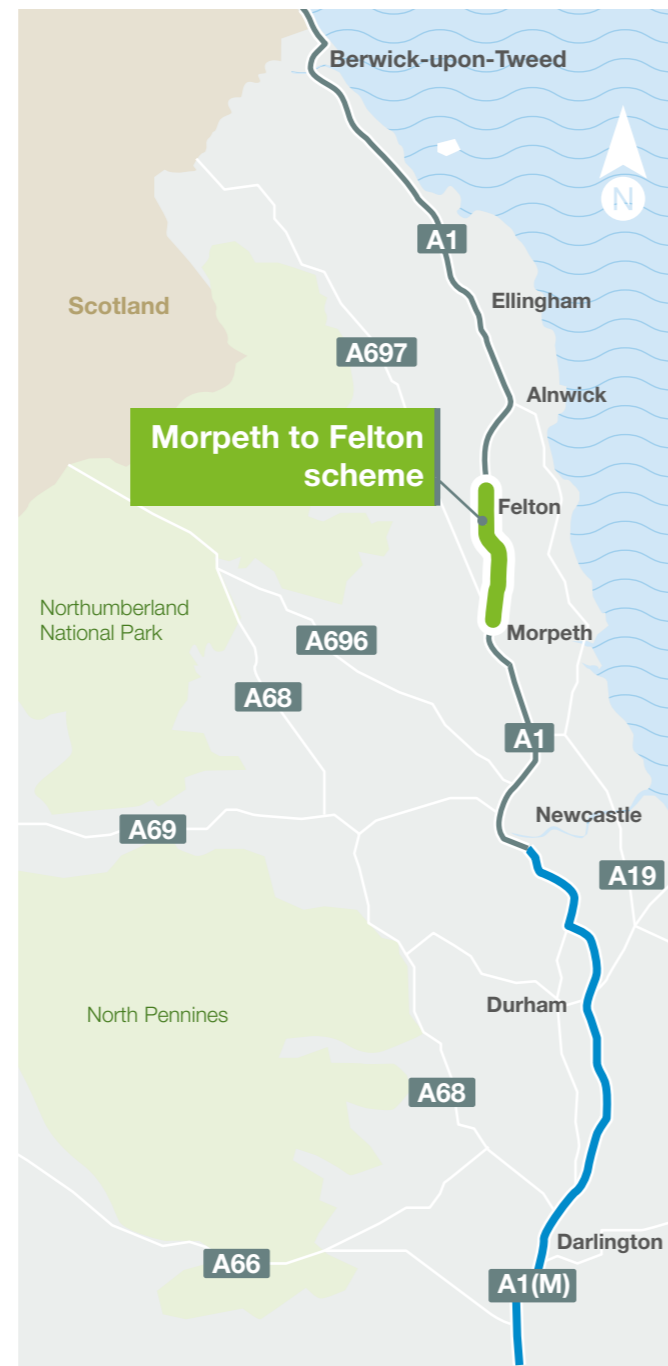 Berwick-upon-Tweed
N
A1
Ellingham
Scotland
A697
Alnwick
Morpeth to Felton
scheme
Felton
Northumberland
National Park
A696
Morpeth
A68
A1
Newcastle
A69
A19
Durham
North Pennines
A68
Darlington
A66
A1(M)